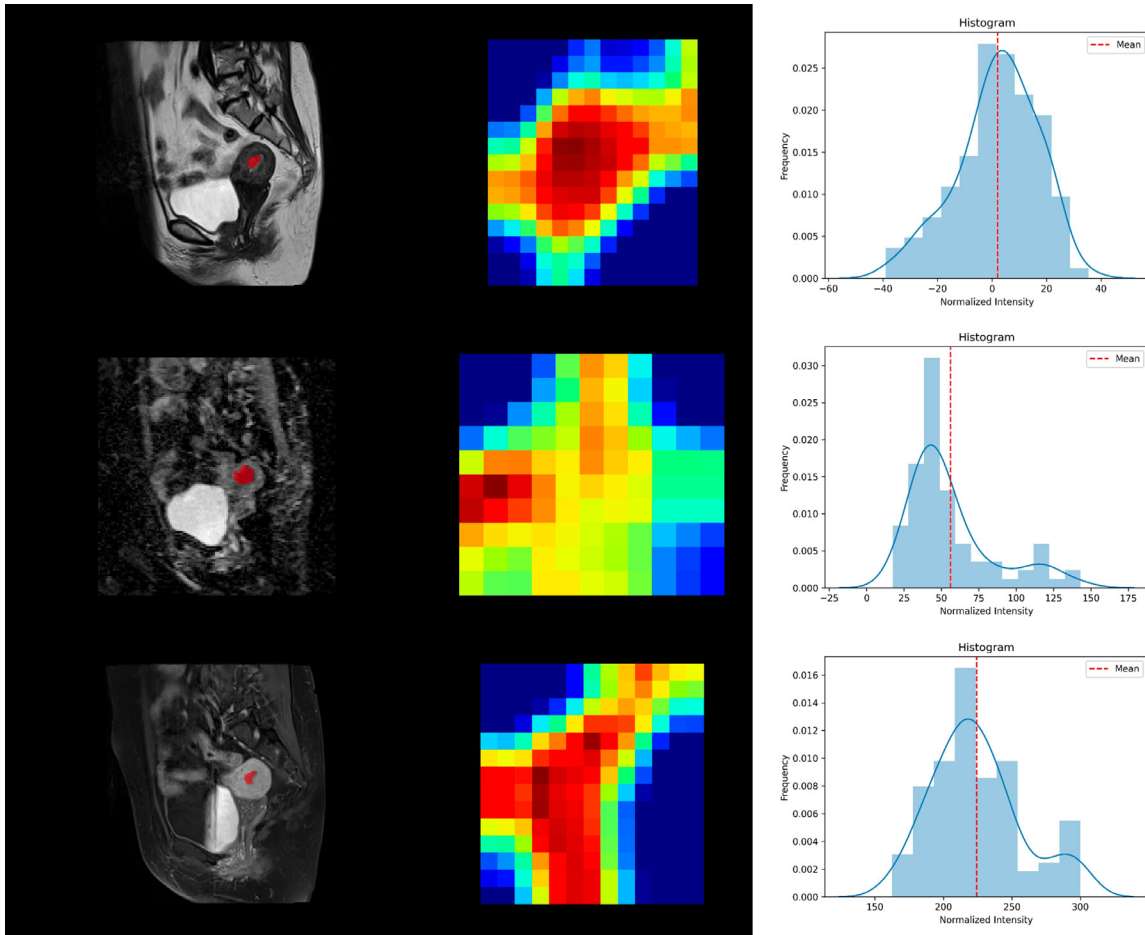 Histogram
Mean
Frequency
0.025
0.020
0.015
0.010
0.005
0.000
−60 −40 −20 0 20 40
Normalized Intensity
Histogram
Mean
Frequency
0.030
0.025
0.020
0.015
0.010
0.005
0.000
−25 0 25 50 75 100 125 150 175
Normalized Intensity
Histogram
Mean
Frequency
0.016
0.014
0.012
0.010
0.008
0.006
0.004
0.002
0.000
150 200 250 300
Normalized Intensity